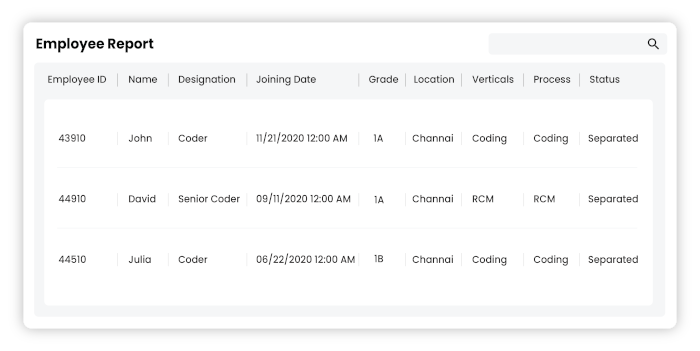 Employee Report
Employee ID Name Designation Joining Date Grade Location Verticals Process Status
43910 John Coder 11/21/2020 12:00 AM 1A Channai Coding Coding Separated
44910 David Senior Coder 09/11/2020 12:00 AM 1A Channai RCM RCM Separated
44510 Julia Coder 06/22/2020 12:00 AM 1B Channai Coding Coding Separated